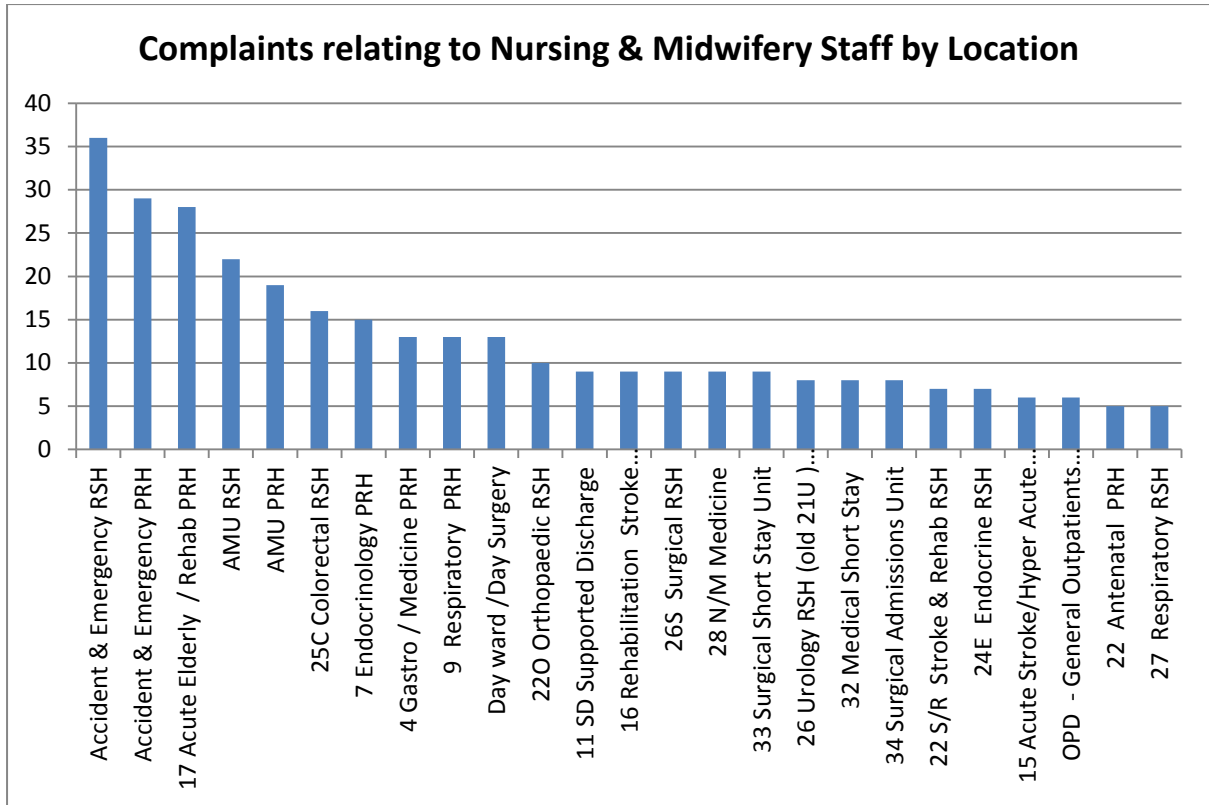 Complaints relating to Nursing & Midwifery Staff by Location
40
35
30
25
20
15
10
5
0
Accident & Emergency RSH
Accident & Emergency PRH
17 Acute Elderly / Rehab PRH
AMU RSH
AMU PRH
25C Colorectal RSH
7 Endocrinology PRH
4 Gastro / Medicine PRH
9 Respiratory PRH
Day ward /Day Surgery
22O Orthopaedic RSH
11 SD Supported Discharge
16 Rehabilitation Stroke…
26S Surgical RSH
28 N/M Medicine
33 Surgical Short Stay Unit
26 Urology RSH (old 21U )…
32 Medical Short Stay
34 Surgical Admissions Unit
22 S/R Stroke & Rehab RSH
24E Endocrine RSH
15 Acute Stroke/Hyper Acute…
OPD - General Outpatients…
22 Antenatal PRH
27 Respiratory RSH